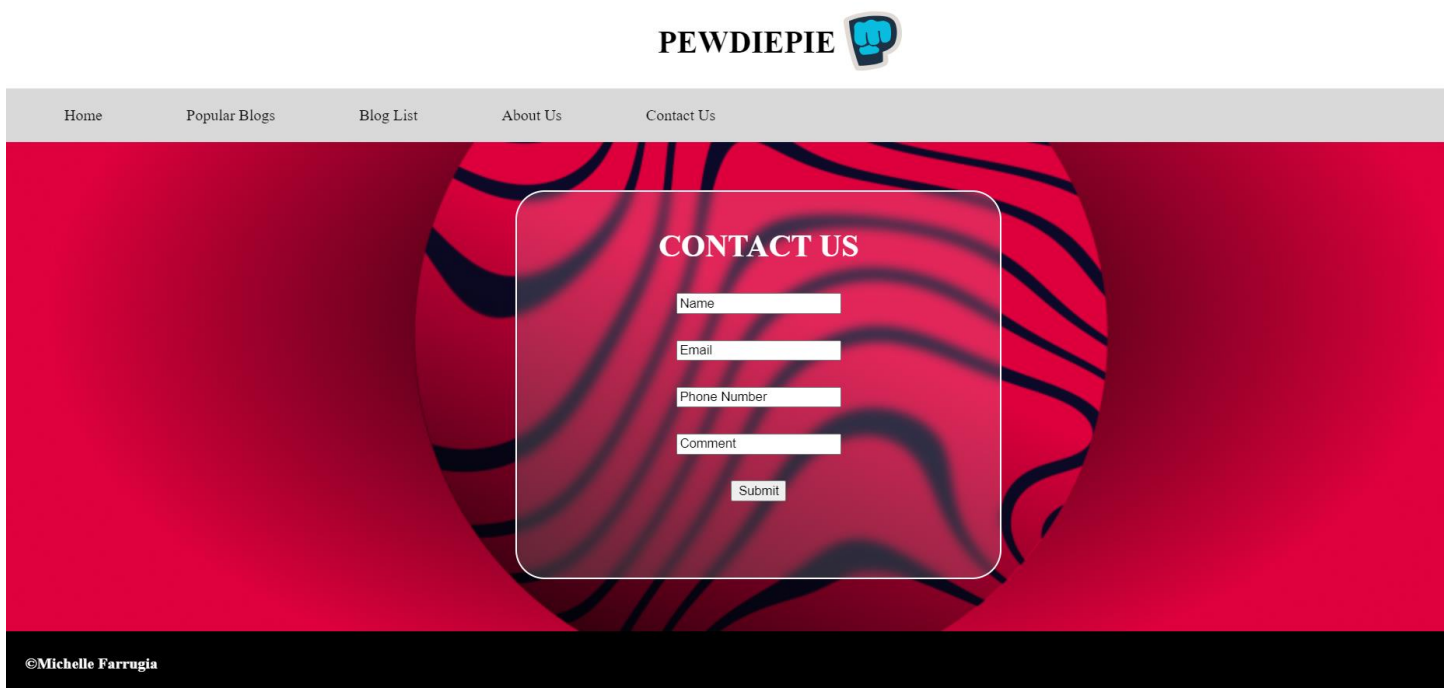 PEWDIEPIE
Home Popular Blogs Blog List About Us Contact Us
CONTACT US
Name
Email
Phone Number
Comment
Submit
©Michelle Farrugia